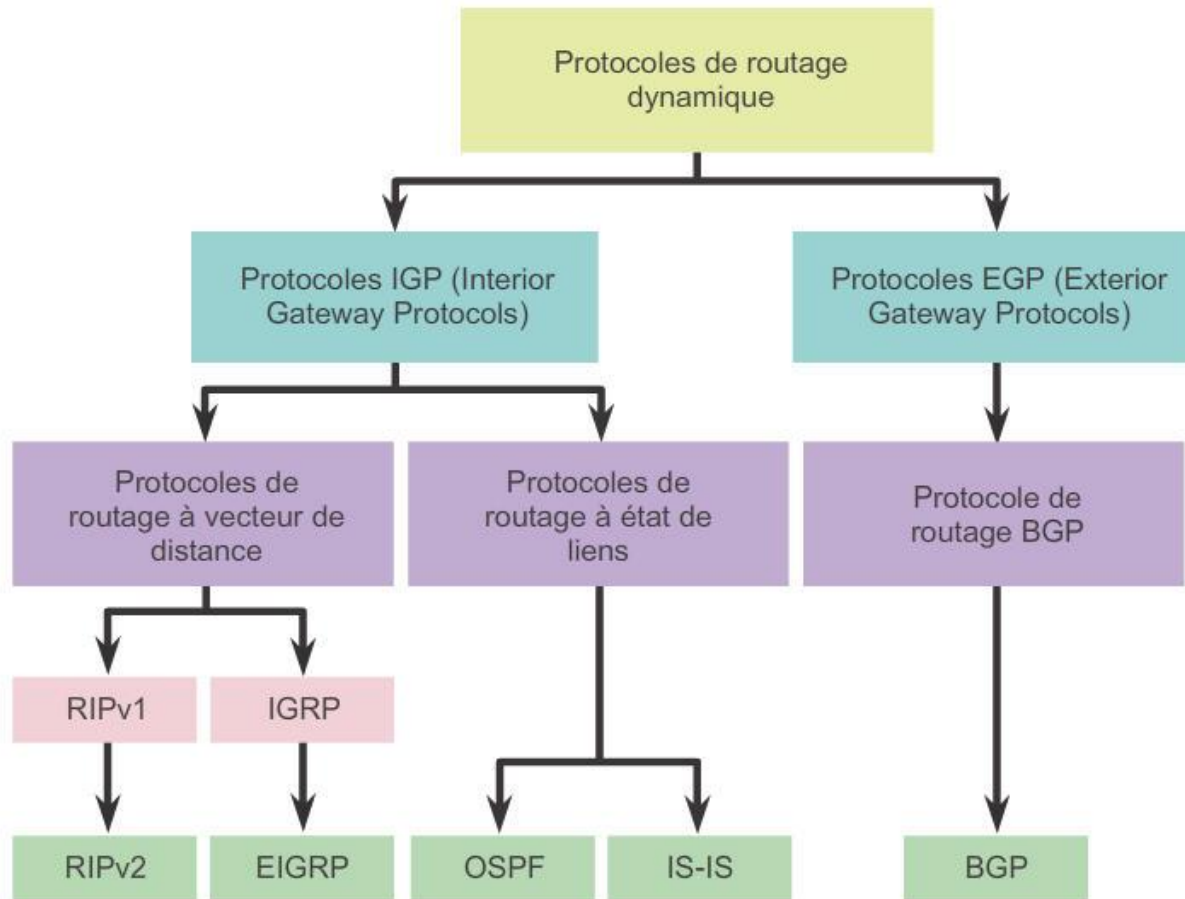 Protocoles de routage
dynamique
Protocoles IGP (Interior
Gateway Protocols)
Protocoles EGP (Exterior
Gateway Protocols)
Protocoles de
routage à vecteur de
distance
Protocoles de
routage à état de
liens
Protocole de
routage BGP
RIPv1
IGRP
RIPv2
EIGRP
OSPF
IS-IS
BGP